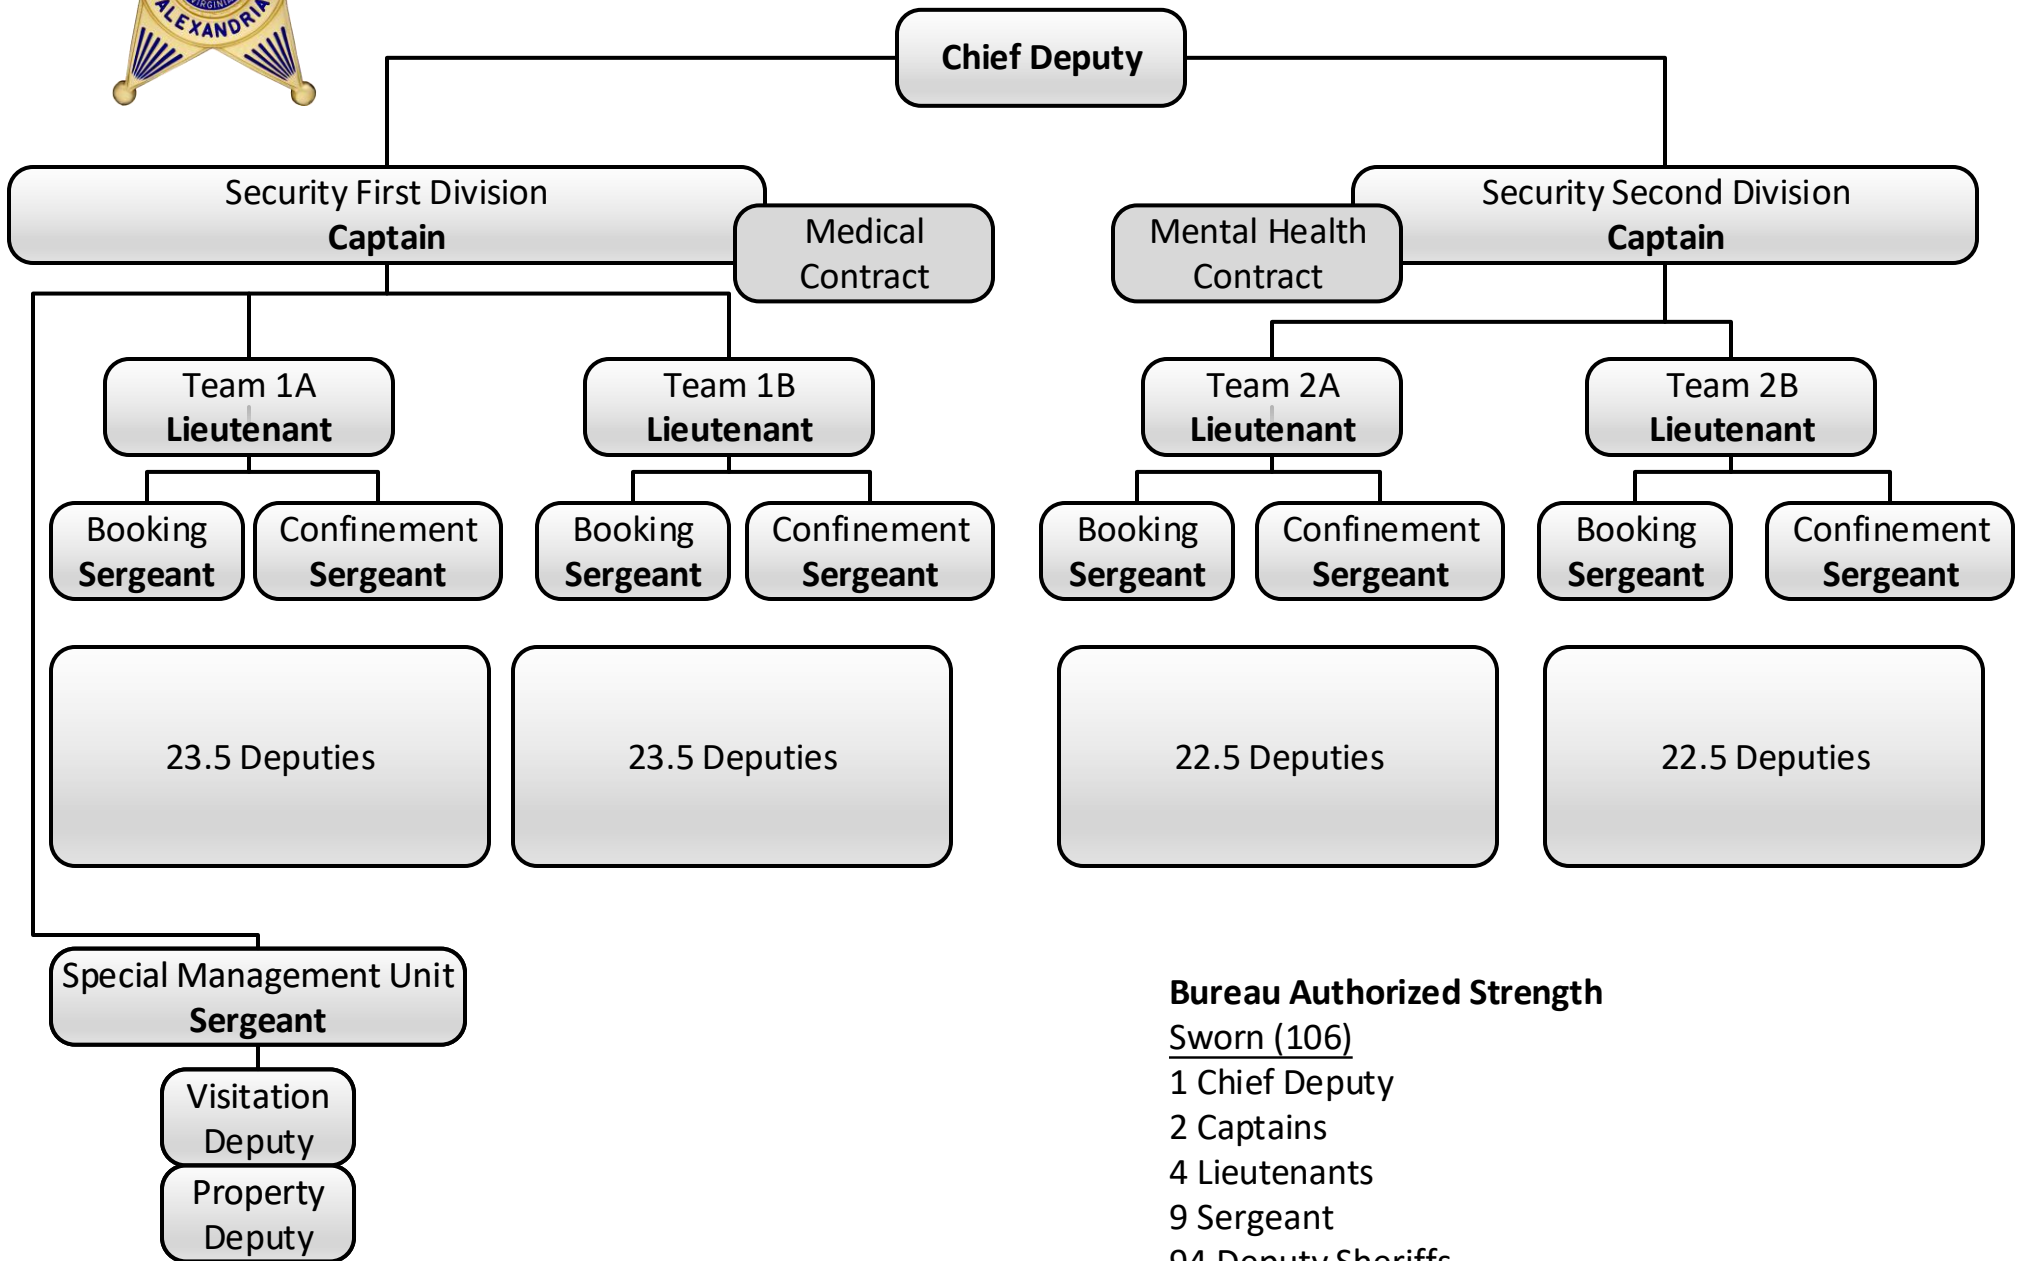 VIRGINIA
ALEXANDRIA
Chief Deputy
Security First Division
Captain
Medical
Contract
Mental Health
Contract
Security Second Division
Captain
Team 1A
Lieutenant
Team 1B
Lieutenant
Team 2A
Lieutenant
Team 2B
Lieutenant
Booking
Sergeant
Confinement
Sergeant
Booking
Sergeant
Confinement
Sergeant
Booking
Sergeant
Confinement
Sergeant
Booking
Sergeant
Confinement
Sergeant
23.5 Deputies
23.5 Deputies
22.5 Deputies
22.5 Deputies
Special Management Unit
Sergeant
Visitation
Deputy
Property
Deputy
Bureau Authorized Strength
Sworn (106)
1 Chief Deputy
2 Captains
4 Lieutenants
9 Sergeant
94 Deputy Sheriffs